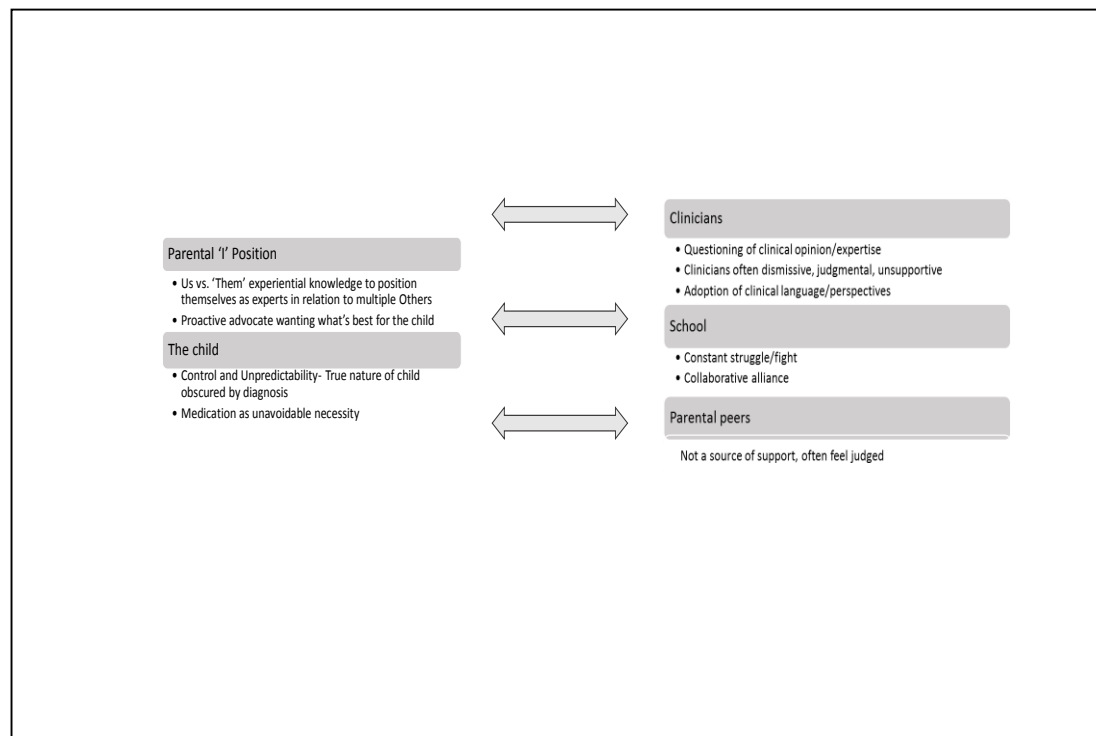 Parental 'I' Position
• Us vs. 'Them' experiential knowledge to position
themselves as experts in relation to multiple Others
• Proactive advocate wanting what's best for the child
The child
• Control and Unpredictability- True nature of child
obscured by diagnosis
• Medication as unavoidable necessity
Clinicians
• Questioning of clinical opinion/expertise
• Clinicians often dismissive, judgmental, unsupportive
• Adoption of clinical language/perspectives
School
• Constant struggle/fight
• Collaborative alliance
Parental peers
Not a source of support, often feel judged